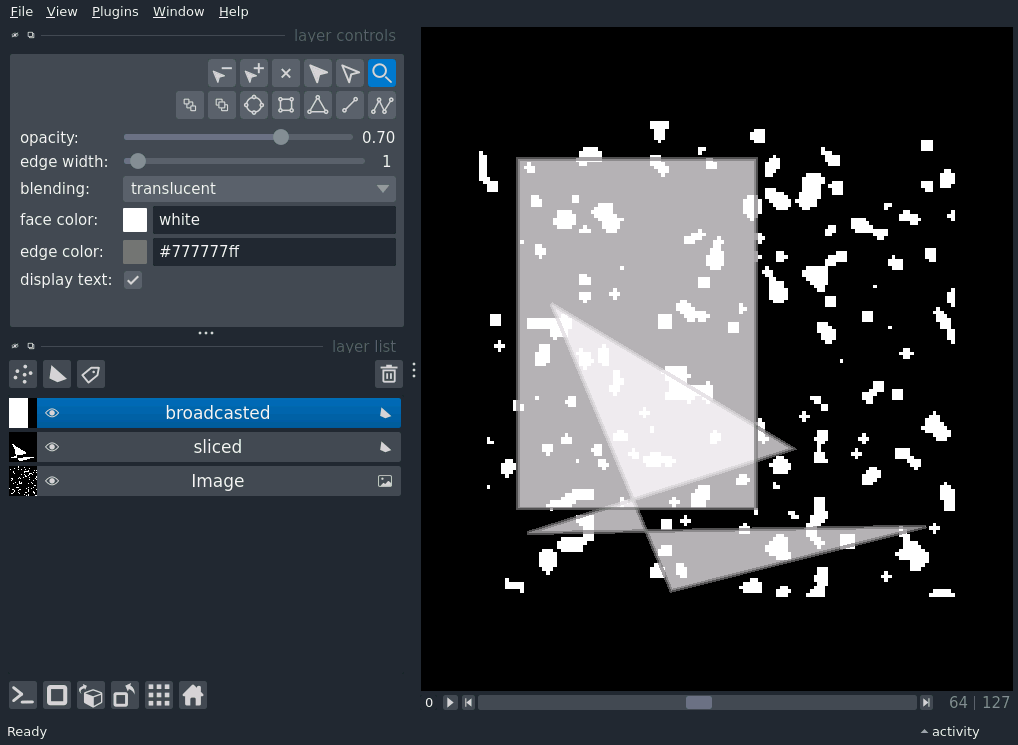 File View Plugins Window Help
layer controls
opacity: 0.70
edge width: 1
blending: translucent
face color: white
edge color: #777777ff
display text:
layer list
broadcasted
sliced
Image
0 64 | 127
Ready activity